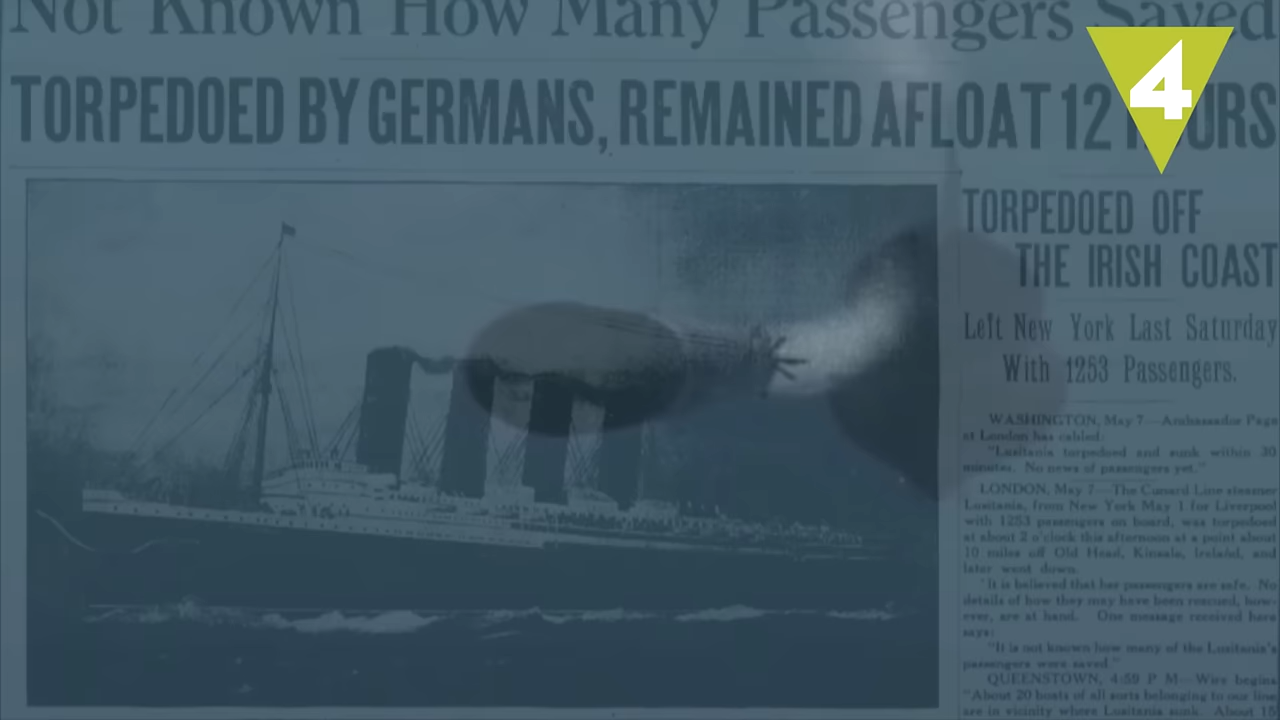 Not Known How Many Passengers Saved
TORPEDOED BY GERMANS, REMAINED AFLOAT 12 HOURS
4
TORPEDOED OFF
THE IRISH COAST
Left New York Last Saturday
With 1253 Passengers.
WASHINGTON, May 7—Ambassador Page
at London has cabled:
"Lusitania torpedoed and sunk within 30
minutes. No news of passengers yet."
LONDON, May 7—The Cunard Line steamer
Lusitania, from New York May 1 for Liverpool
with 1253 passengers on board, was torpedoed
at about 2 o'clock this afternoon at a point about
10 miles off Old Head, Kinsale, Ireland, and
later went down.
"It is believed that her passengers are safe. No
details of how they may have been rescued, how-
ever, are at hand. One message received here
says:
"It is not known how many of the Lusitania's
passengers were saved."
QUEENSTOWN, 4:59 P M—Wire begins
"About 20 boats of all sorts belonging to our line
are in vicinity where Lusitania sunk. About 15